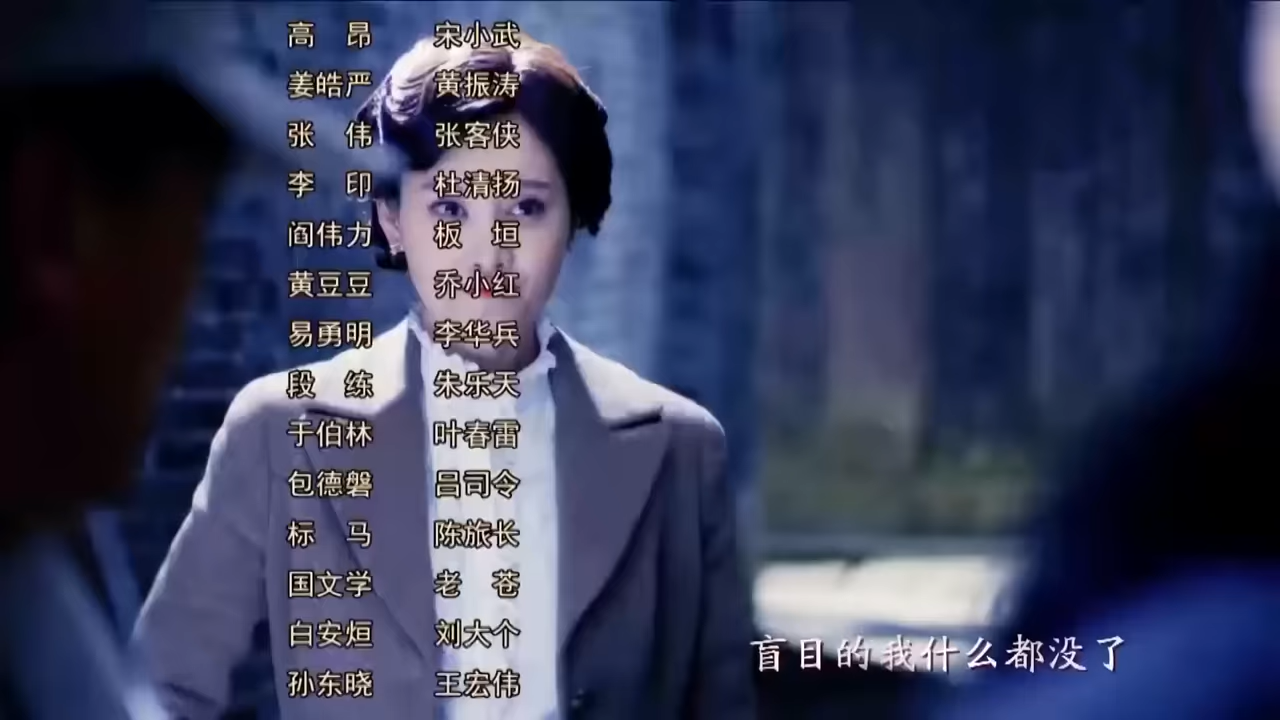 高 昂 宋小武
姜皓严 黄振涛
张 伟 张客侠
李 印 杜清扬
阎伟力 板 垣
黄豆豆 乔小红
易勇明 李华兵
段 练 朱乐天
于伯林 叶春雷
包德磐 吕司令
标 马 陈旅长
国文学 老 苍
白安烜 刘大个
孙东晓 王宏伟
盲目的我什么都没了